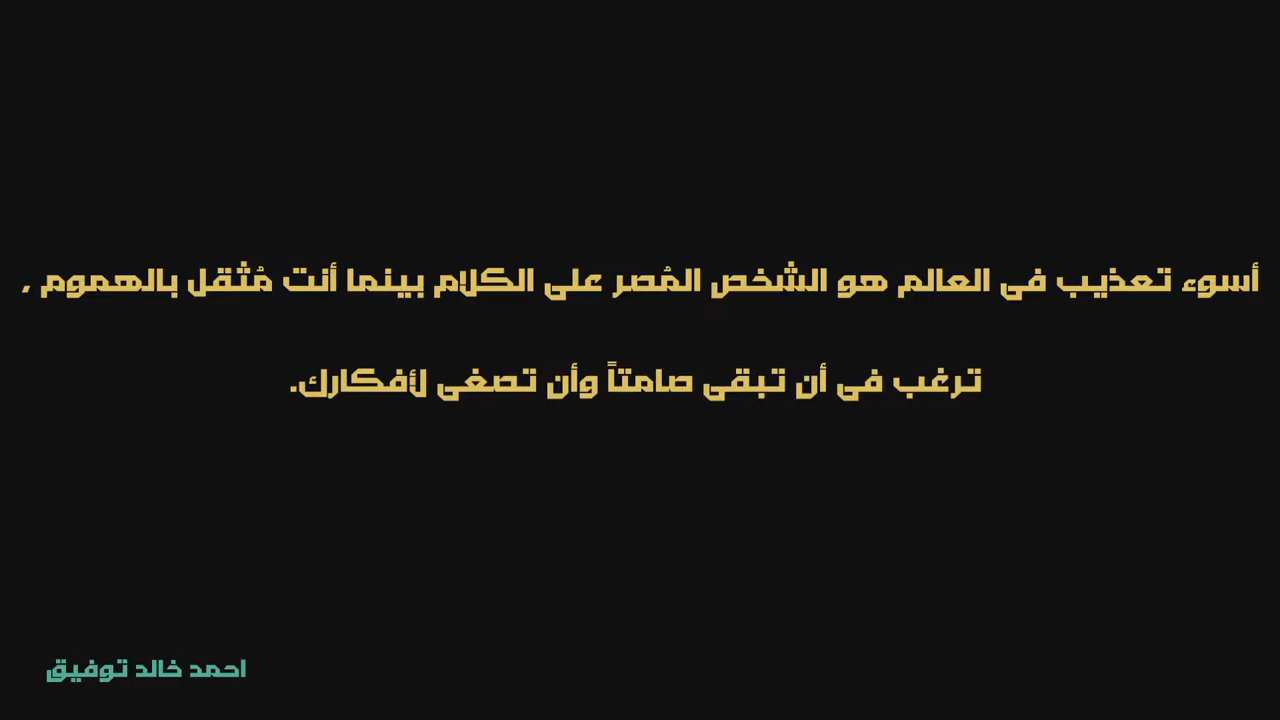 أسوء تعذيب فى العالم هو الشخص المُصر على الكلام بينما أنت مُثقل بالهموم ,
ترغب فى أن تبقى صامتاً وأن تصغى لأفكارك.
احمد خالد توفيق